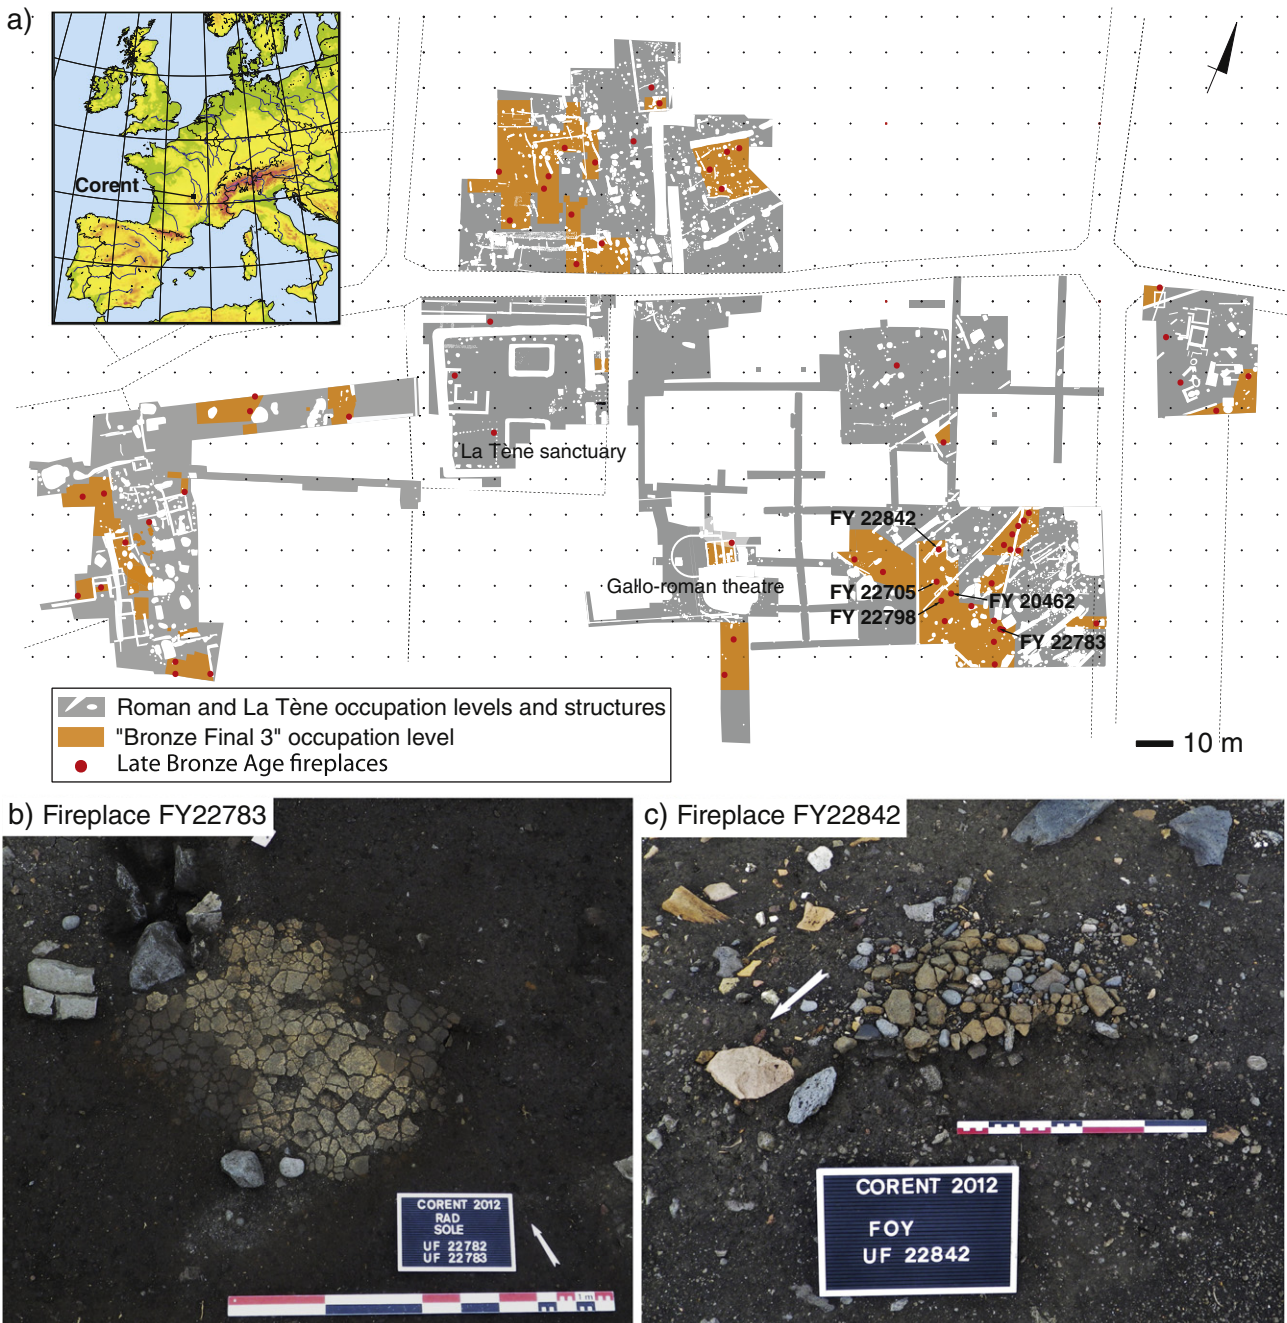 a)
Corent
La Tène sanctuary
FY 22842
Gallo-roman theatre
FY 22705
FY 20462
FY 22798
FY 22783
Roman and La Tène occupation levels and structures
"Bronze Final 3" occupation level
Late Bronze Age fireplaces
10 m
b) Fireplace FY22783
c) Fireplace FY22842
CORENT 2012
RAD
SOLE
UF 22782
UF 22783
1 m
CORENT 2012
FOY
UF 22842